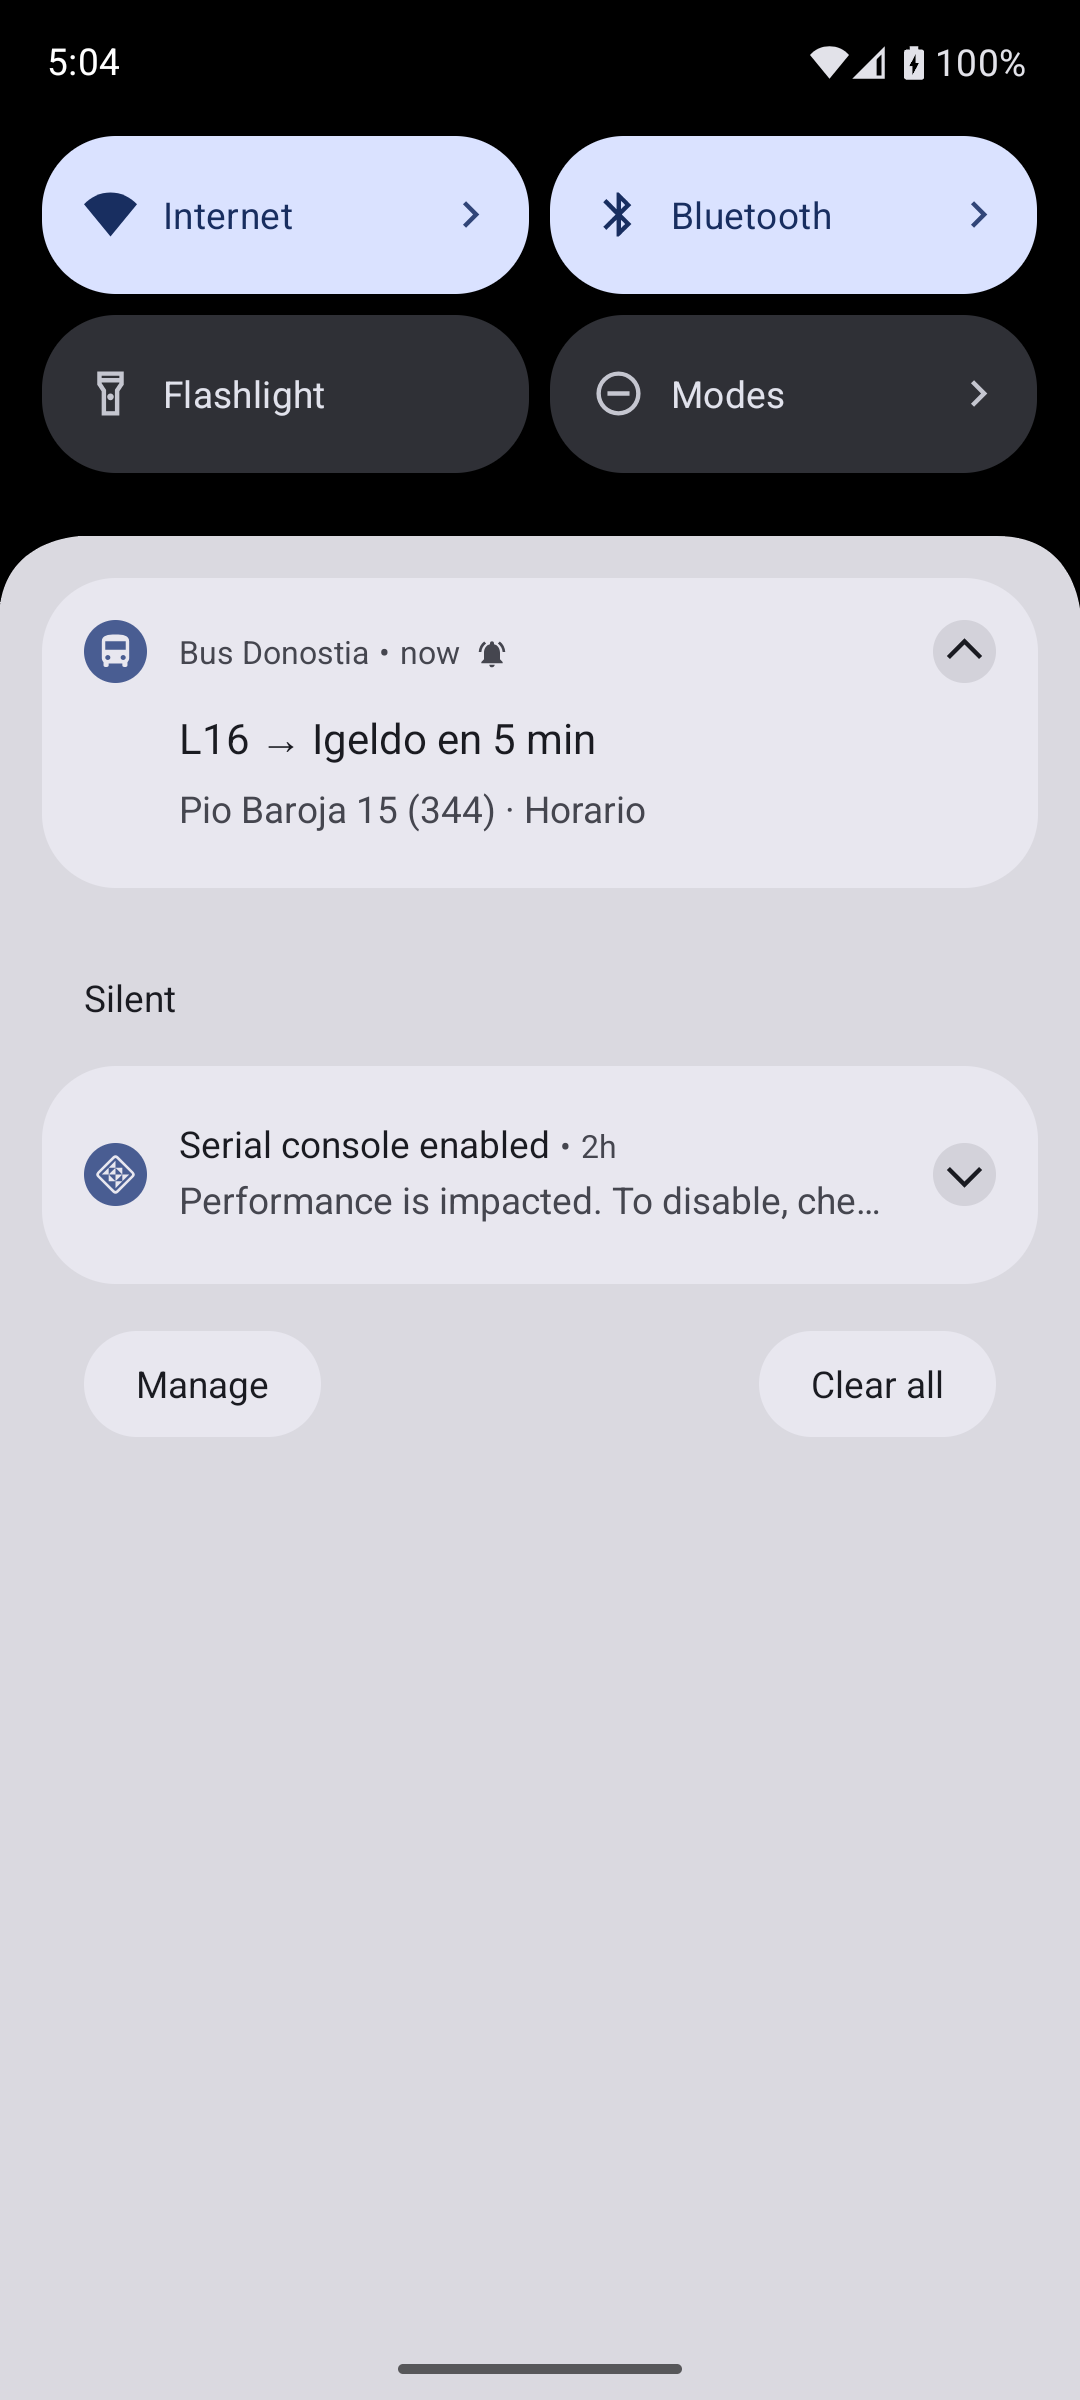 5:04
100%
Internet
Bluetooth
Flashlight
Modes
Bus Donostia • now
L16 → Igeldo en 5 min
Pio Baroja 15 (344) · Horario
Silent
Serial console enabled • 2h
Performance is impacted. To disable, che…
Manage
Clear all